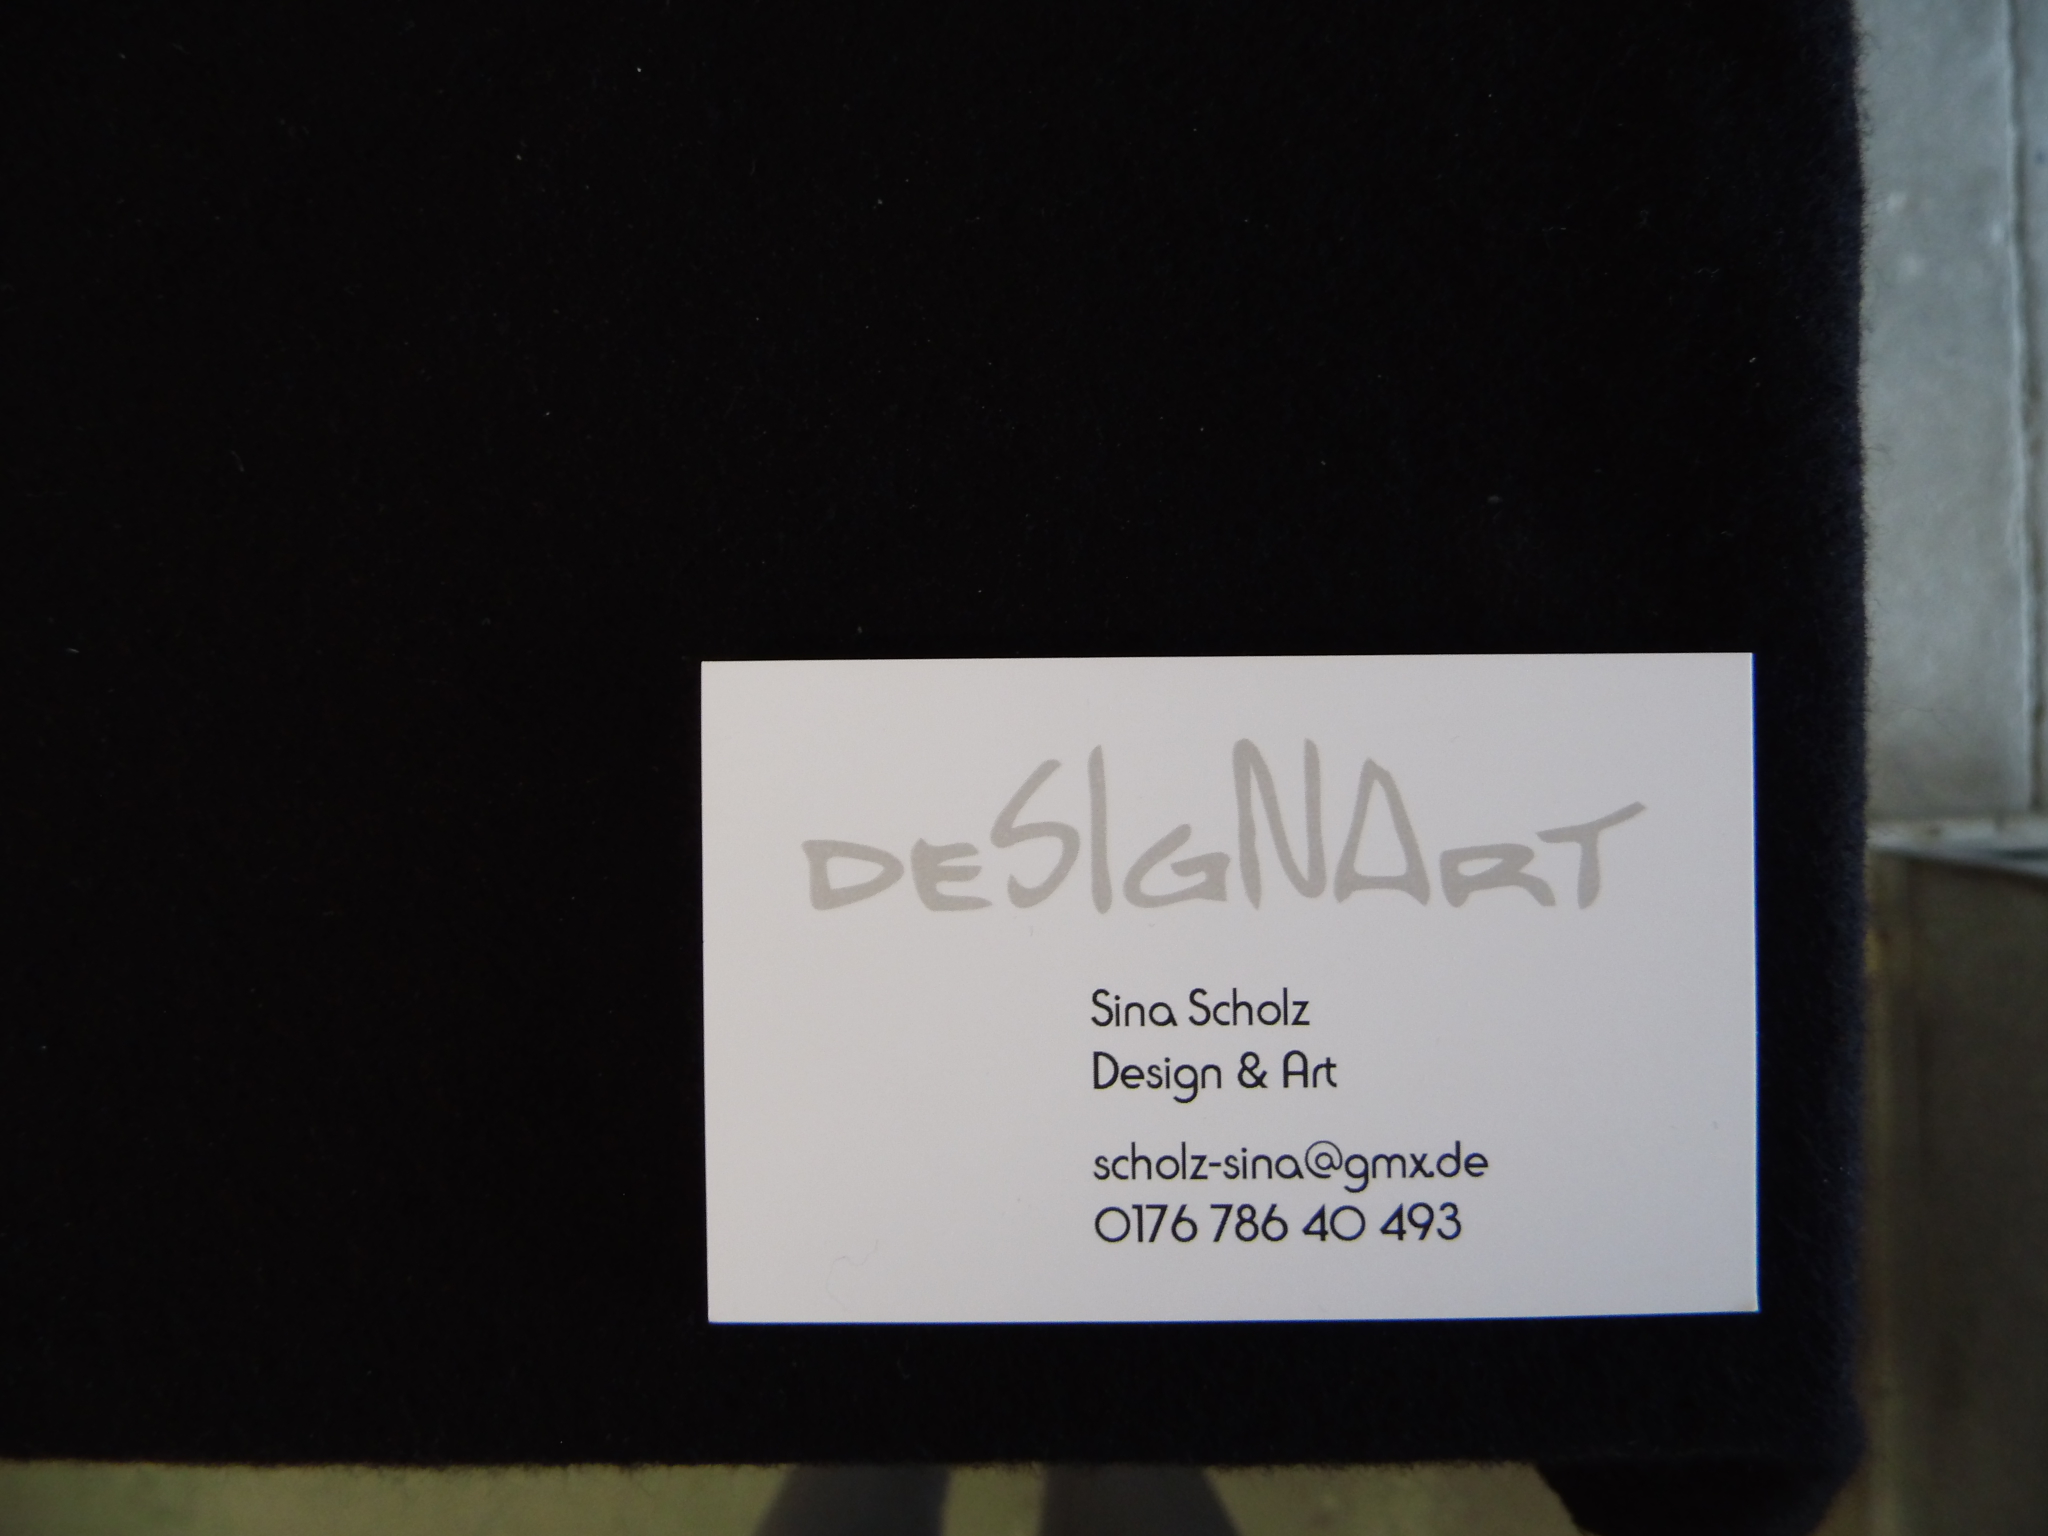 DESIGNART
Sina Scholz
Design & Art
scholz-sina@gmx.de
0176 786 40 493